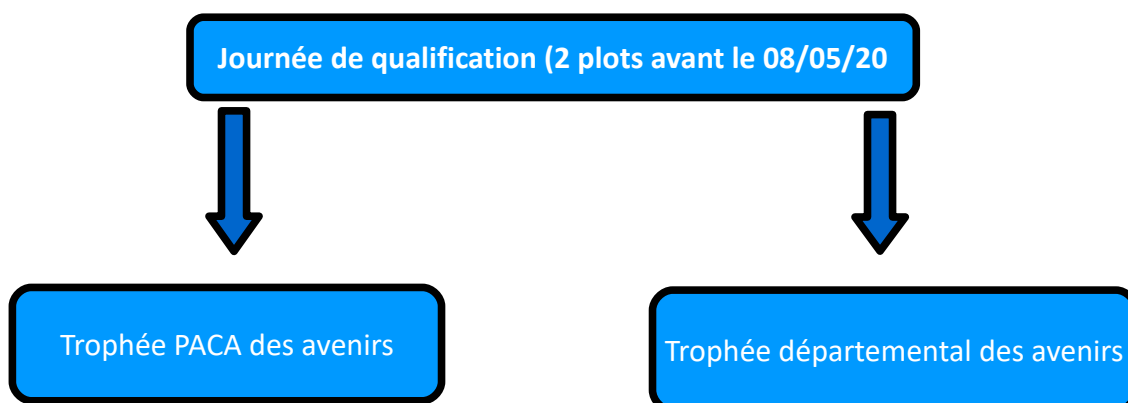 Journée de qualification (2 plots avant le 08/05/20
Trophée PACA des avenirs
Trophée départemental des avenirs